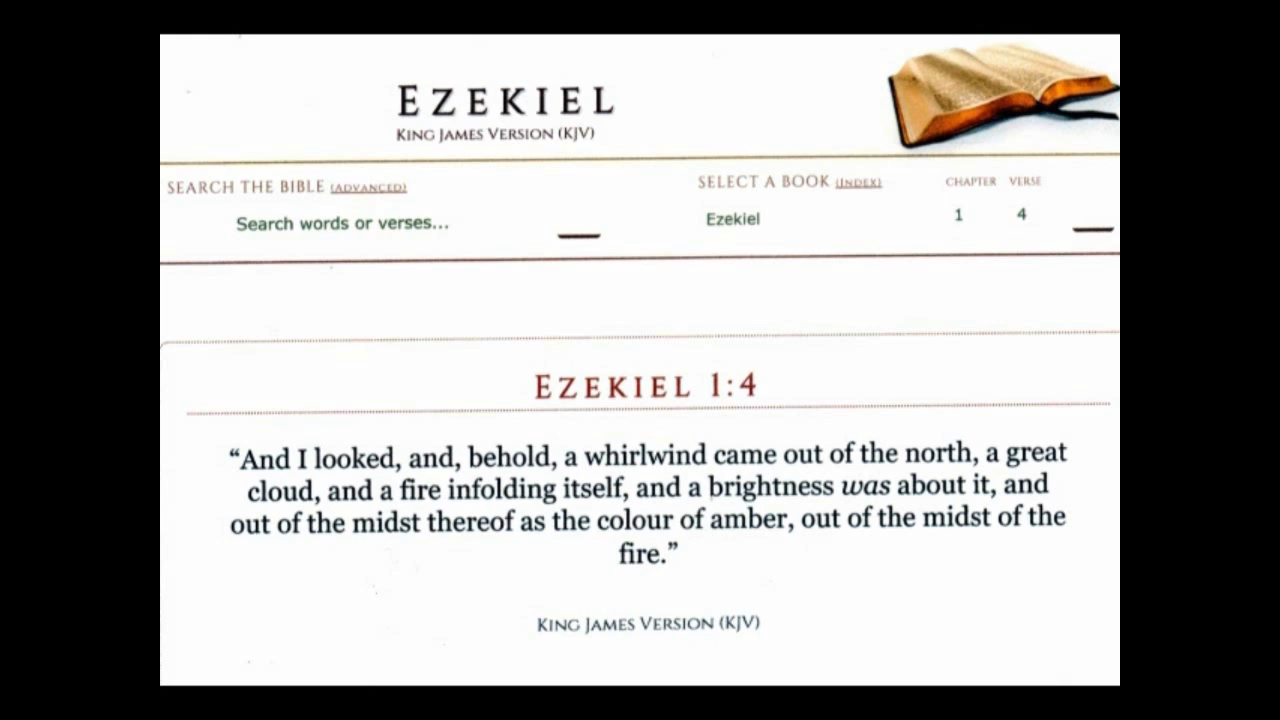 EZEKIEL
KING JAMES VERSION (KJV)
SEARCH THE BIBLE (ADVANCED)
SELECT A BOOK (INDEX)
CHAPTER VERSE
Search words or verses...
Ezekiel
1 4
EZEKIEL 1:4
“And I looked, and, behold, a whirlwind came out of the north, a great
cloud, and a fire infolding itself, and a brightness was about it, and
out of the midst thereof as the colour of amber, out of the midst of the
fire.”
KING JAMES VERSION (KJV)